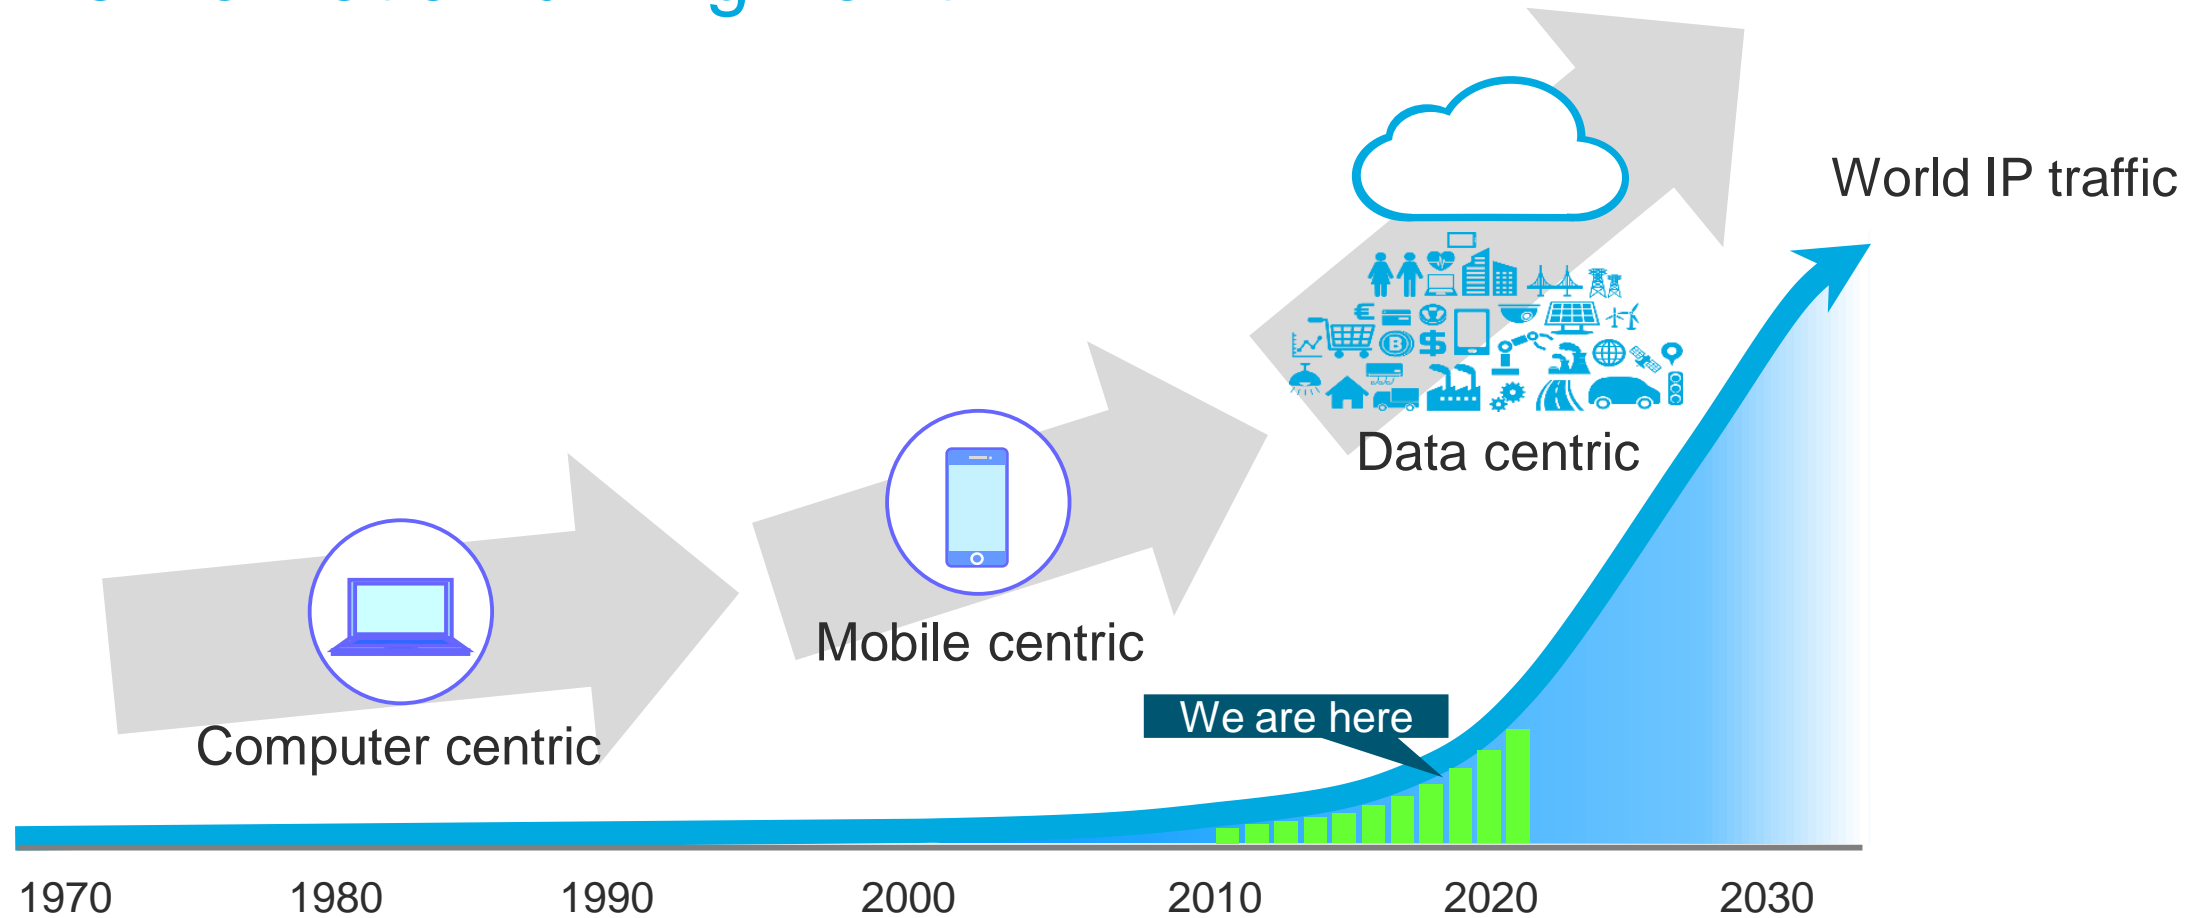 World IP traffic
Data centric
Mobile centric
We are here
Computer centric
1970 1980 1990 2000 2010 2020 2030